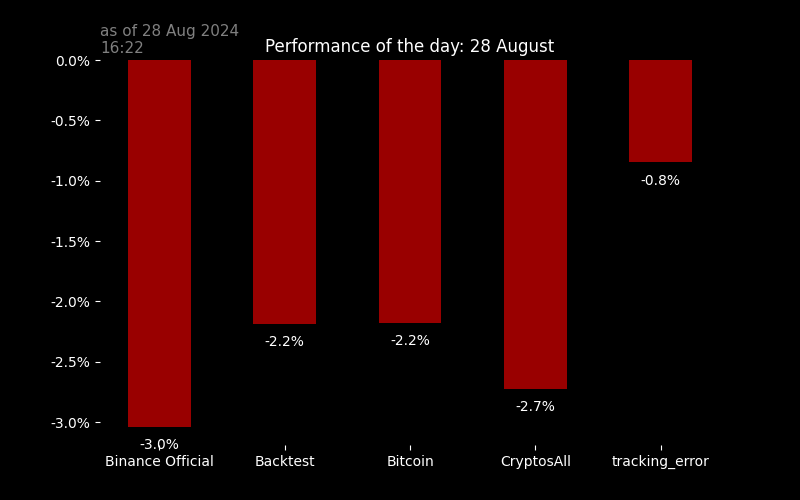 as of 28 Aug 2024
16:22
Performance of the day: 28 August
0.0%
-0.5%
-1.0%
-1.5%
-2.0%
-2.5%
-3.0%
-3.0%
-2.2%
-2.2%
-2.7%
-0.8%
Binance Official
Backtest
Bitcoin
CryptosAll
tracking_error